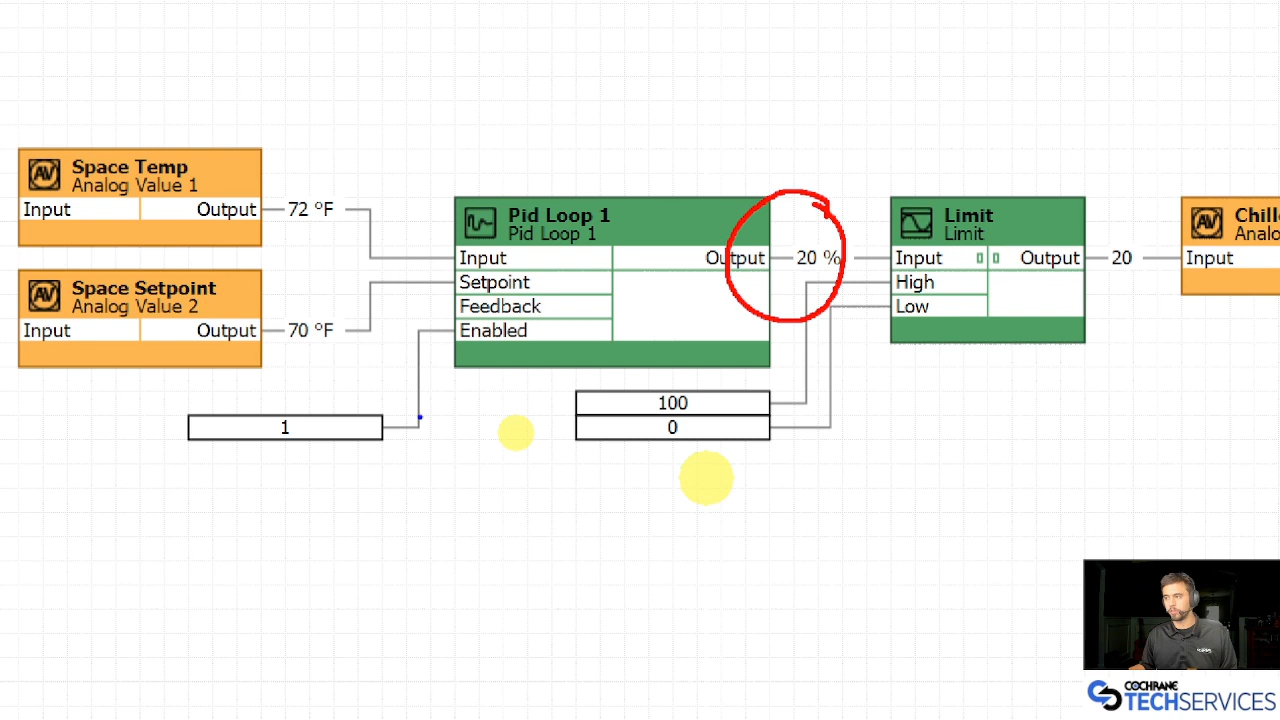 Space Temp
Analog Value 1
Input Output 72 °F
Space Setpoint
Analog Value 2
Input Output 70 °F
1
Pid Loop 1
Pid Loop 1
Input Output 20 %
Setpoint
Feedback
Enabled
100
0
Limit
Limit
Input Output 20
High
Low
Chill
Analo
Input
COCHRANE
TECHSERVICES